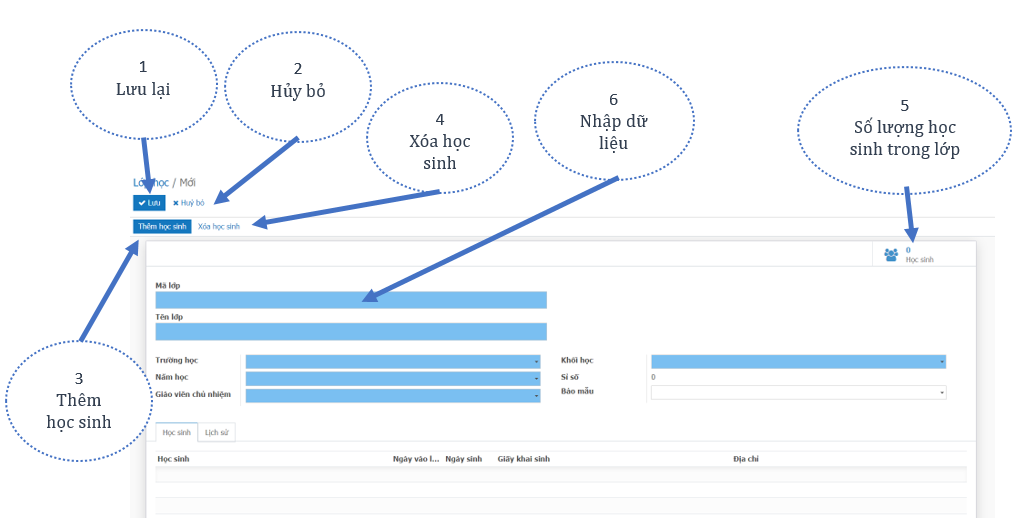 1
Lưu lại
2
Hủy bỏ
4
Xóa học
sinh
6
Nhập dữ
liệu
5
Số lượng học
sinh trong lớp
Lớp học / Mới
Lưu
Huỷ bỏ
Thêm học sinh
Xóa học sinh
0
Học sinh
Mã lớp
Tên lớp
Trường học
Khối học
Năm học
Sĩ số
0
Giáo viên chủ nhiệm
Bảo mẫu
3
Thêm
học sinh
Học sinh
Lịch sử
Học sinh
Ngày vào l...
Ngày sinh
Giấy khai sinh
Địa chỉ